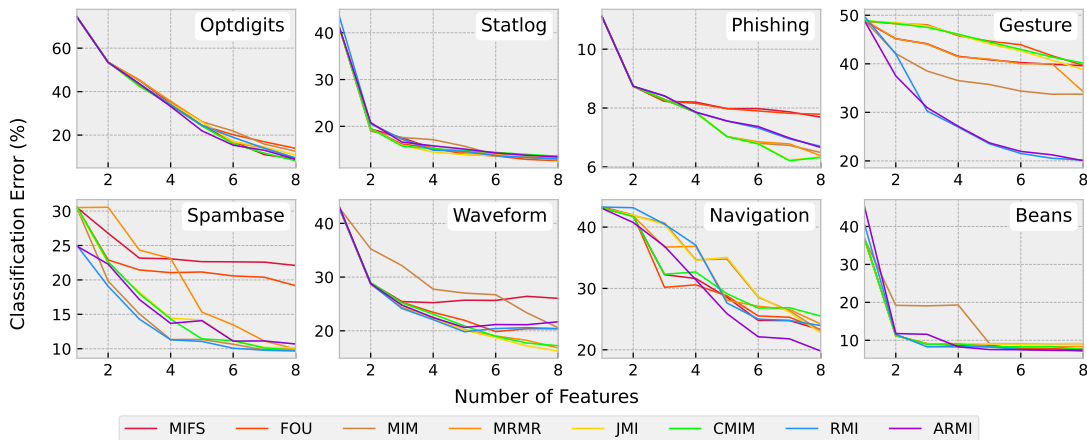 Optdigits
Statlog
Phishing
Gesture
60
40
20
2 4 6 8
40
30
20
2 4 6 8
10
8
6
2 4 6 8
50
40
30
20
2 4 6 8
Classification Error (%)
Spambase
Waveform
Navigation
Beans
30
25
20
15
10
2 4 6 8
40
30
20
2 4 6 8
40
30
20
2 4 6 8
40
30
20
10
2 4 6 8
Number of Features
MIFS FOU MIM MRMR JMI CMIM RMI ARMI